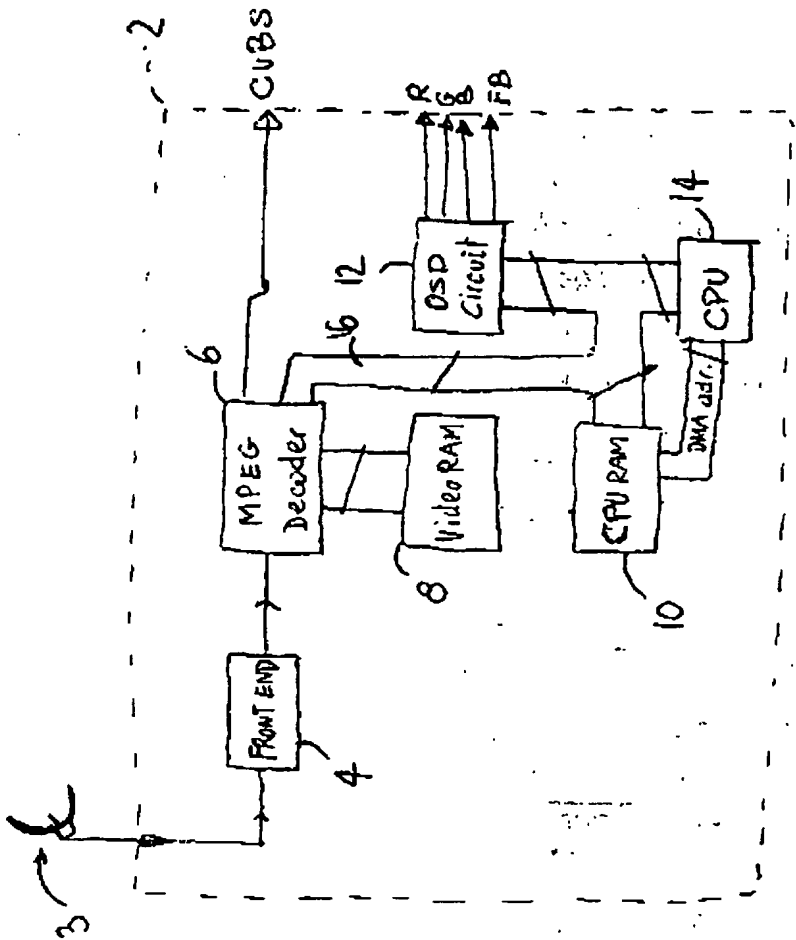 3
2
FRONT END
4
6
MPEG
Decoder
CVBS
16
8
Video RAM
12
OSD
Circuit
R
G
B
FB
10
CPU RAM
DMA adr.
14
CPU